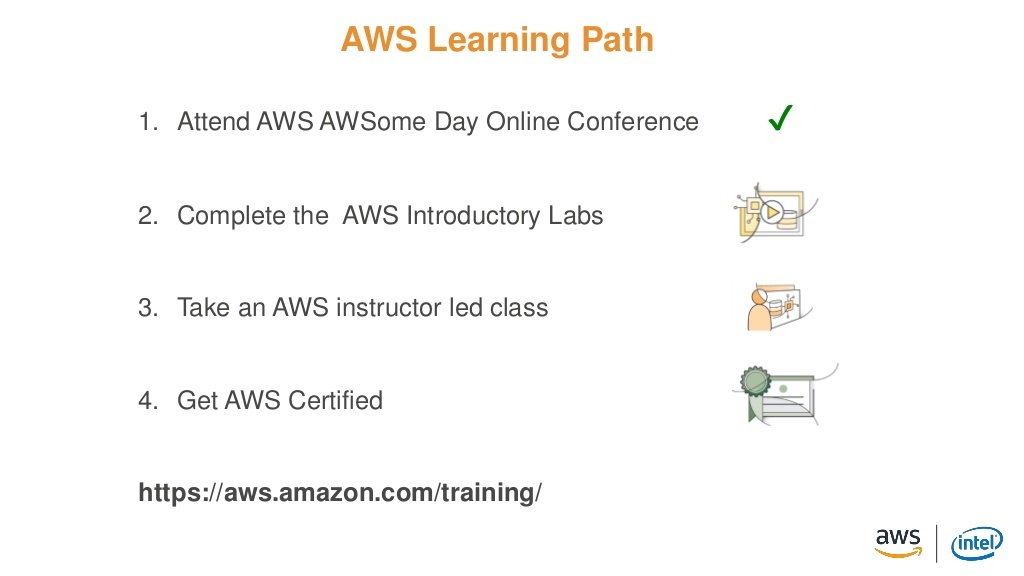 AWS Learning Path
1. Attend AWS AWSome Day Online Conference
2. Complete the AWS Introductory Labs
3. Take an AWS instructor led class
4. Get AWS Certified
https://aws.amazon.com/training/
aws
intel